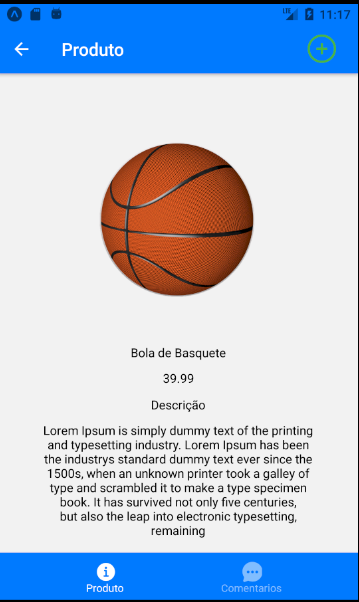 LTE 11:17
Produto
Bola de Basquete
39.99
Descrição
Lorem Ipsum is simply dummy text of the printing
and typesetting industry. Lorem Ipsum has been
the industrys standard dummy text ever since the
1500s, when an unknown printer took a galley of
type and scrambled it to make a type specimen
book. It has survived not only five centuries,
but also the leap into electronic typesetting,
remaining
Produto
Comentarios